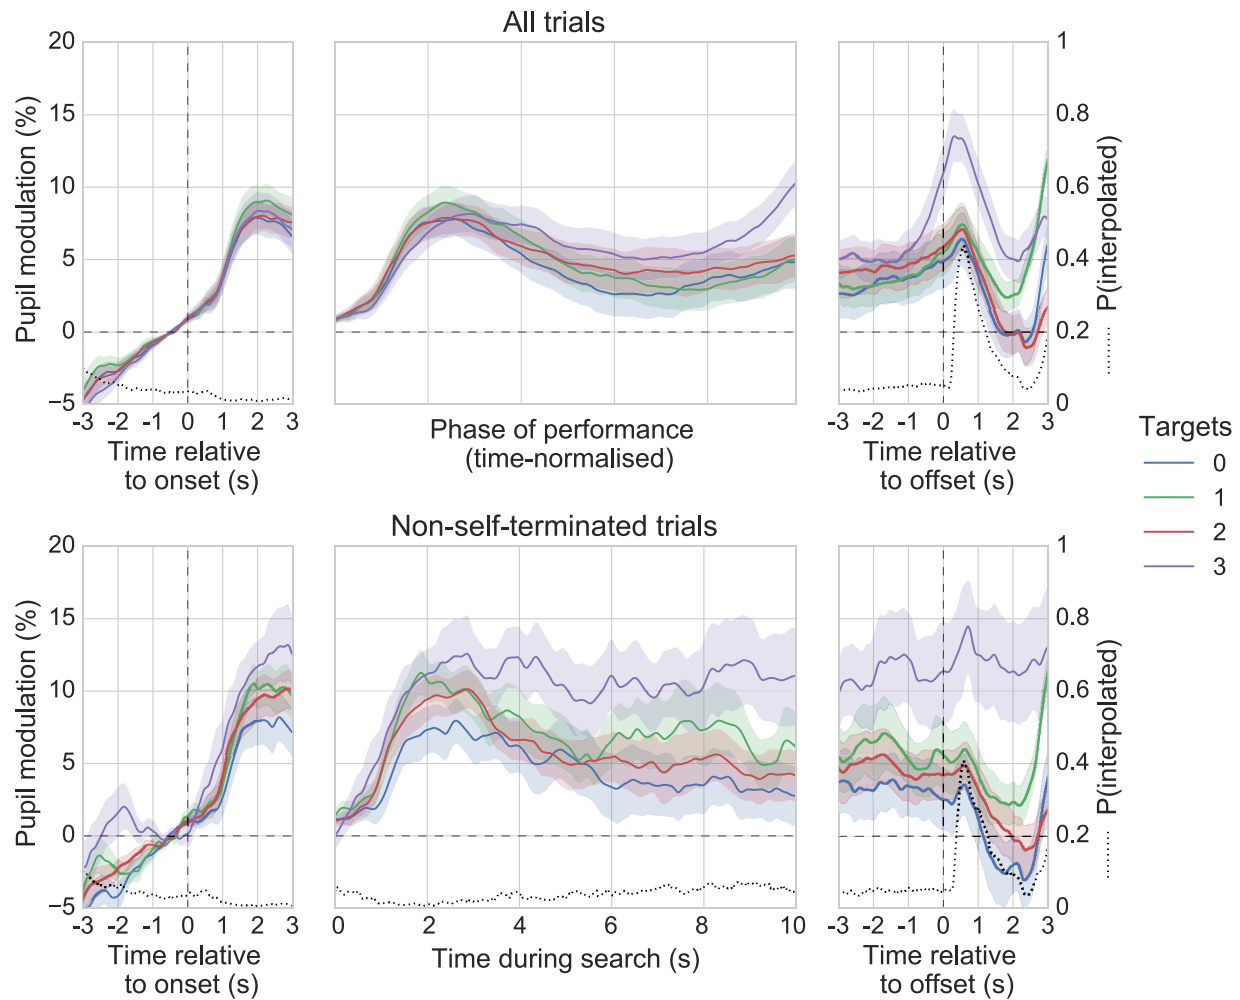 All trials
20
15
10
5
0
−5
Pupil modulation (%)
-3 -2 -1 0 1 2 3
Time relative
to onset (s)
Phase of performance
(time-normalised)
-3 -2 -1 0 1 2 3
Time relative
to offset (s)
1
0.8
0.6
0.4
0.2
0
P(interpolated)
Targets
0
1
2
3
Non-self-terminated trials
20
15
10
5
0
−5
Pupil modulation (%)
-3 -2 -1 0 1 2 3
Time relative
to onset (s)
0 2 4 6 8 10
Time during search (s)
-3 -2 -1 0 1 2 3
Time relative
to offset (s)
1
0.8
0.6
0.4
0.2
0
P(interpolated)